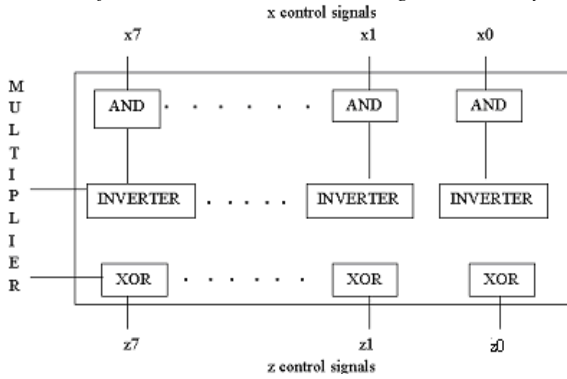 x control signals
x7 x1 x0
MULTIPLIER
AND AND AND
INVERTER INVERTER INVERTER
XOR XOR XOR
z7 z1 z0
z control signals